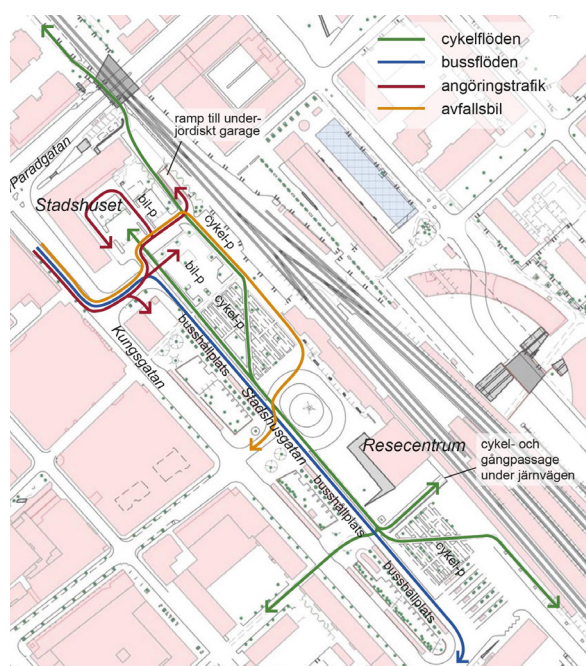 cykelflöden
bussflöden
angöringstrafik
avfallsbil
ramp till under-
jördiskt garage
Paradgatan
Stadshuset
bil-p
cykel-p
bil-p
cykel-p
busshållplats
Kungsgatan
Stadshusgatan
Resecentrum
cykel- och
gångpassage
under järnvägen
busshållplats
cykel-p
busshållplats